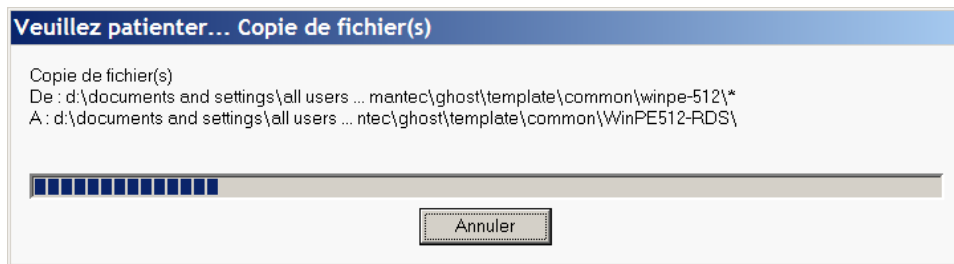 Veuillez patienter... Copie de fichier(s)
Copie de fichier(s)
De : d:\documents and settings\all users ... mantec\ghost\template\common\winpe-512\*
A : d:\documents and settings\all users ... ntec\ghost\template\common\WinPE512-RDS\
Annuler